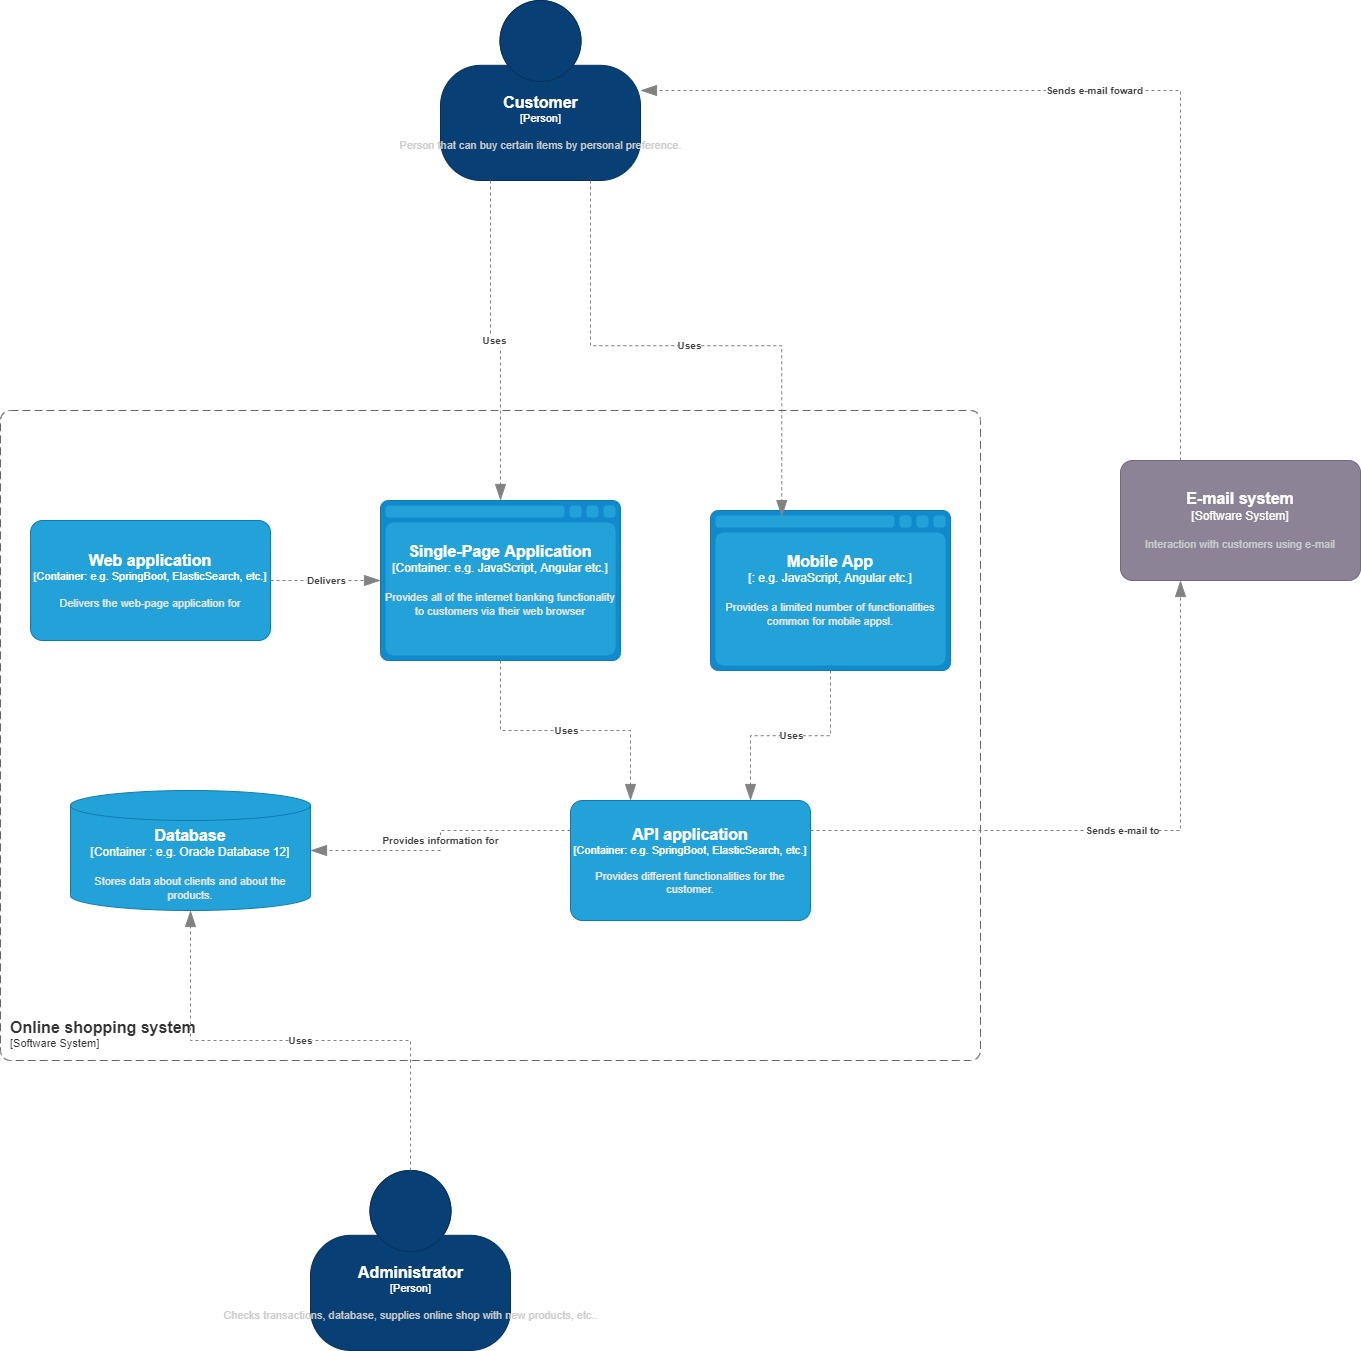 Customer
[Person]
Person that can buy certain items by personal preference.
Sends e-mail foward
Uses
Uses
E-mail system
[Software System]
Interaction with customers using e-mail
Web application
[Container: e.g. SpringBoot, ElasticSearch, etc.]
Delivers the web-page application for
Delivers
Single-Page Application
[Container: e.g. JavaScript, Angular etc.]
Provides all of the internet banking functionality
to customers via their web browser
Mobile App
[: e.g. JavaScript, Angular etc.]
Provides a limited number of functionalities
common for mobile appsl.
Uses
Uses
Database
[Container : e.g. Oracle Database 12]
Stores data about clients and about the
products.
Provides information for
API application
[Container: e.g. SpringBoot, ElasticSearch, etc.]
Provides different functionalities for the
customer.
Sends e-mail to
Online shopping system
[Software System]
Uses
Administrator
[Person]
Checks transactions, database, supplies online shop with new products, etc..